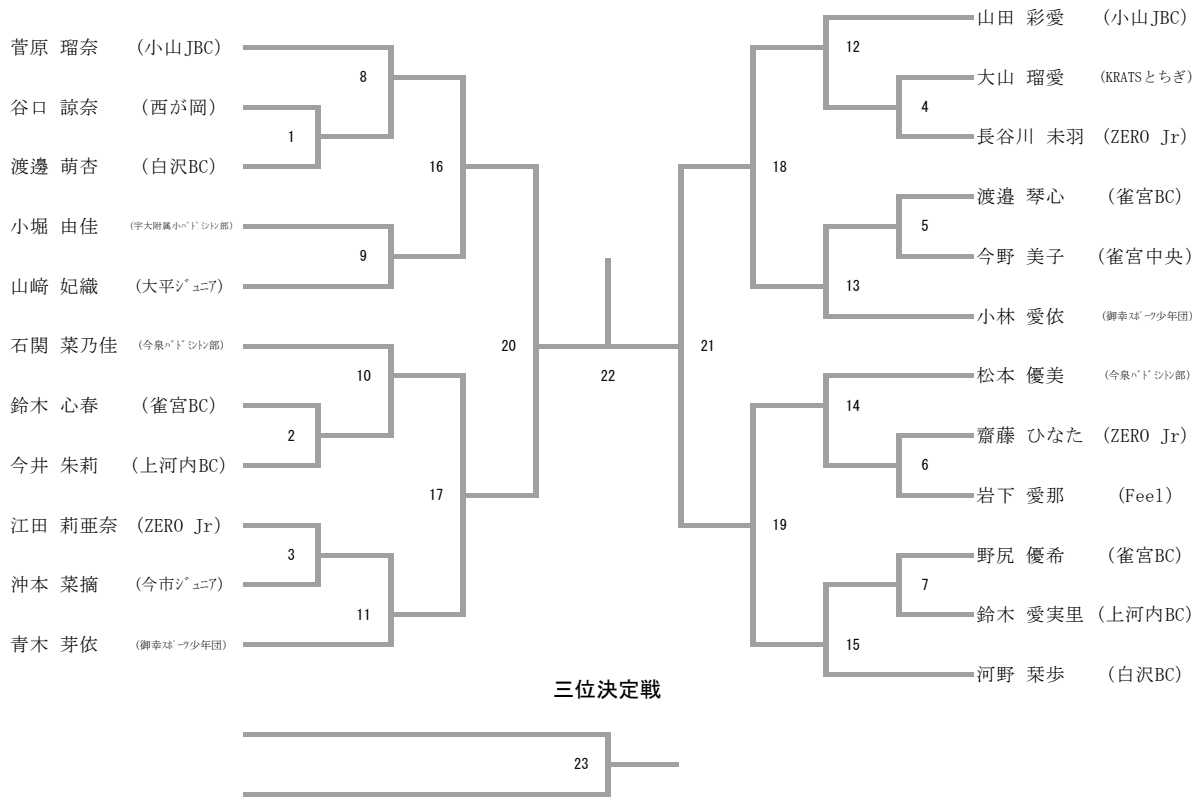 菅原 瑠奈 (小山JBC)
谷口 諒奈 (西が岡)
渡邊 萌杏 (白沢BC)
小堀 由佳 (宇大附属小バドミントン部)
山﨑 妃織 (大平ジュニア)
石関 菜乃佳 (今泉バドミントン部)
鈴木 心春 (雀宮BC)
今井 朱莉 (上河内BC)
江田 莉亜奈 (ZERO Jr)
沖本 菜摘 (今市ジュニア)
青木 芽依 (御幸スポーツ少年団)
8
1
16
9
20
10
2
17
3
11
22
山田 彩愛 (小山JBC)
大山 瑠愛 (KRATSとちぎ)
長谷川 未羽 (ZERO Jr)
渡邉 琴心 (雀宮BC)
今野 美子 (雀宮中央)
小林 愛依 (御幸スポーツ少年団)
松本 優美 (今泉バドミントン部)
齋藤 ひなた (ZERO Jr)
岩下 愛那 (Feel)
野尻 優希 (雀宮BC)
鈴木 愛実里 (上河内BC)
河野 栞歩 (白沢BC)
12
4
18
5
13
21
14
6
19
7
15
三位決定戦
23